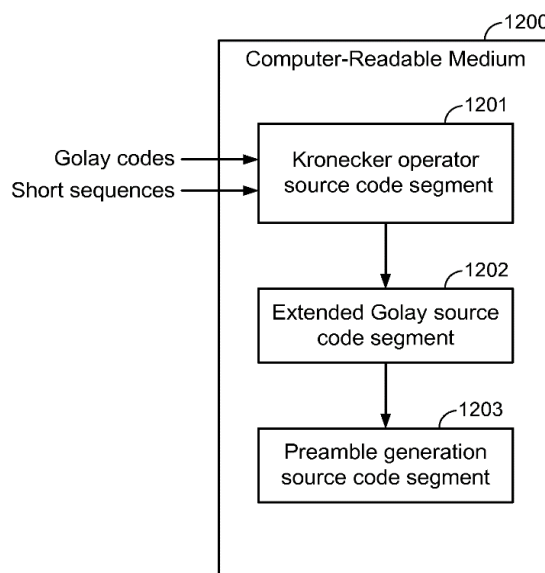 1200
Computer-Readable Medium
1201
Golay codes
Short sequences
Kronecker operator
source code segment
1202
Extended Golay source
code segment
1203
Preamble generation
source code segment